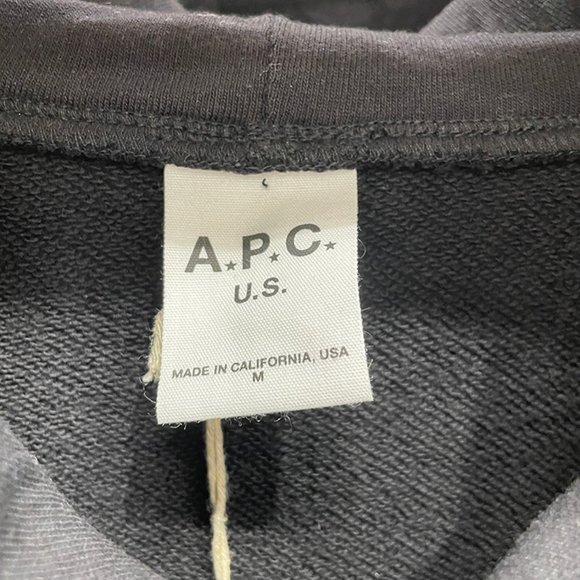 A★P★C★
U.S.
MADE IN CALIFORNIA, USA
M